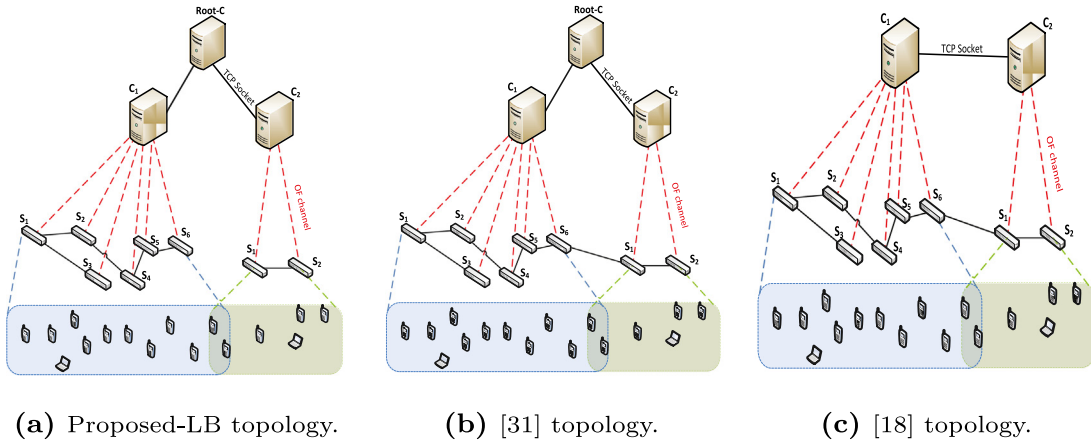 Root-C
C1
TCP Socket
C2
OF channel
S1
S2
S3
S4
S5
S6
S1
S2
(a) Proposed-LB topology.
Root-C
C1
TCP Socket
C2
OF channel
S1
S2
S3
S4
S5
S6
S1
S2
(b) [31] topology.
C1
TCP Socket
C2
OF channel
S1
S2
S3
S4
S5
S6
S1
S2
(c) [18] topology.